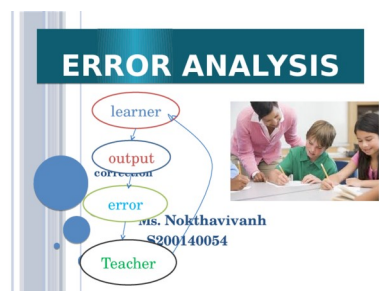 ERROR ANALYSIS
learner
output
correction
error
Ms. Nokthavivanh
S200140054
Teacher